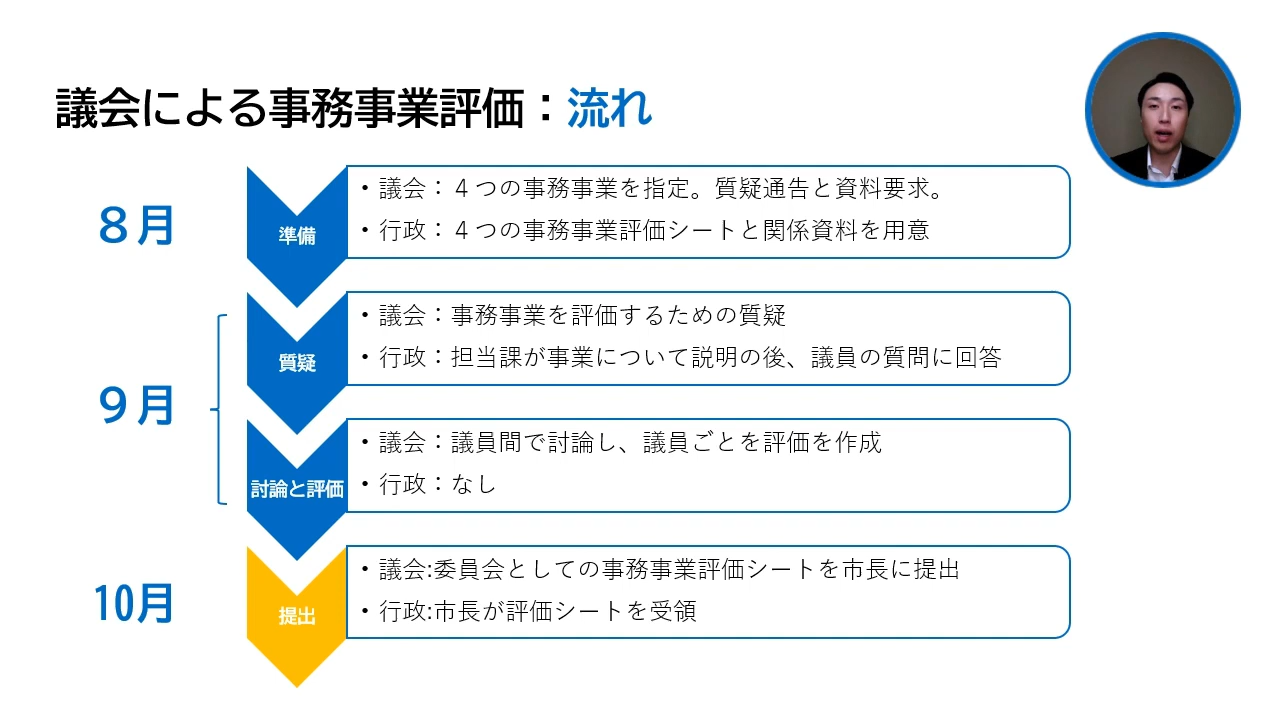 議会による事務事業評価：流れ
８月
準備
・議会：４つの事務事業を指定。質疑通告と資料要求。
・行政：４つの事務事業評価シートと関係資料を用意
９月
質疑
・議会：事務事業を評価するための質疑
・行政：担当課が事業について説明の後、議員の質問に回答
討論と評価
・議会：議員間で討論し、議員ごとを評価を作成
・行政：なし
10月
提出
・議会:委員会としての事務事業評価シートを市長に提出
・行政:市長が評価シートを受領